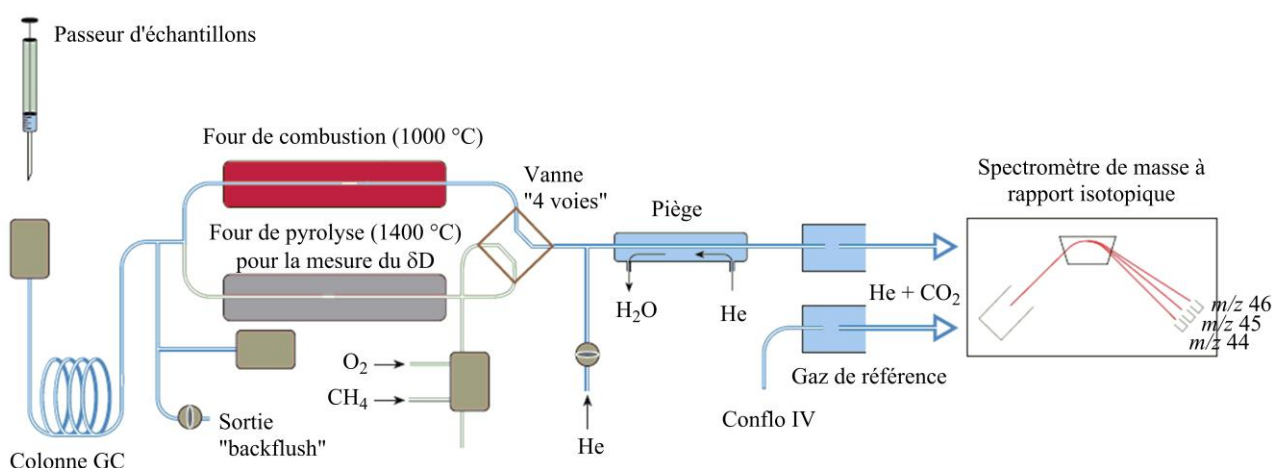 Passeur d'échantillons
Four de combustion (1000 °C)
Vanne
"4 voies"
Piège
Spectromètre de masse à
rapport isotopique
Four de pyrolyse (1400 °C)
pour la mesure du δD
H₂O
He
He + CO₂
m/z 46
m/z 45
m/z 44
O₂
CH₄
Gaz de référence
Sortie
"backflush"
He
Conflo IV
Colonne GC